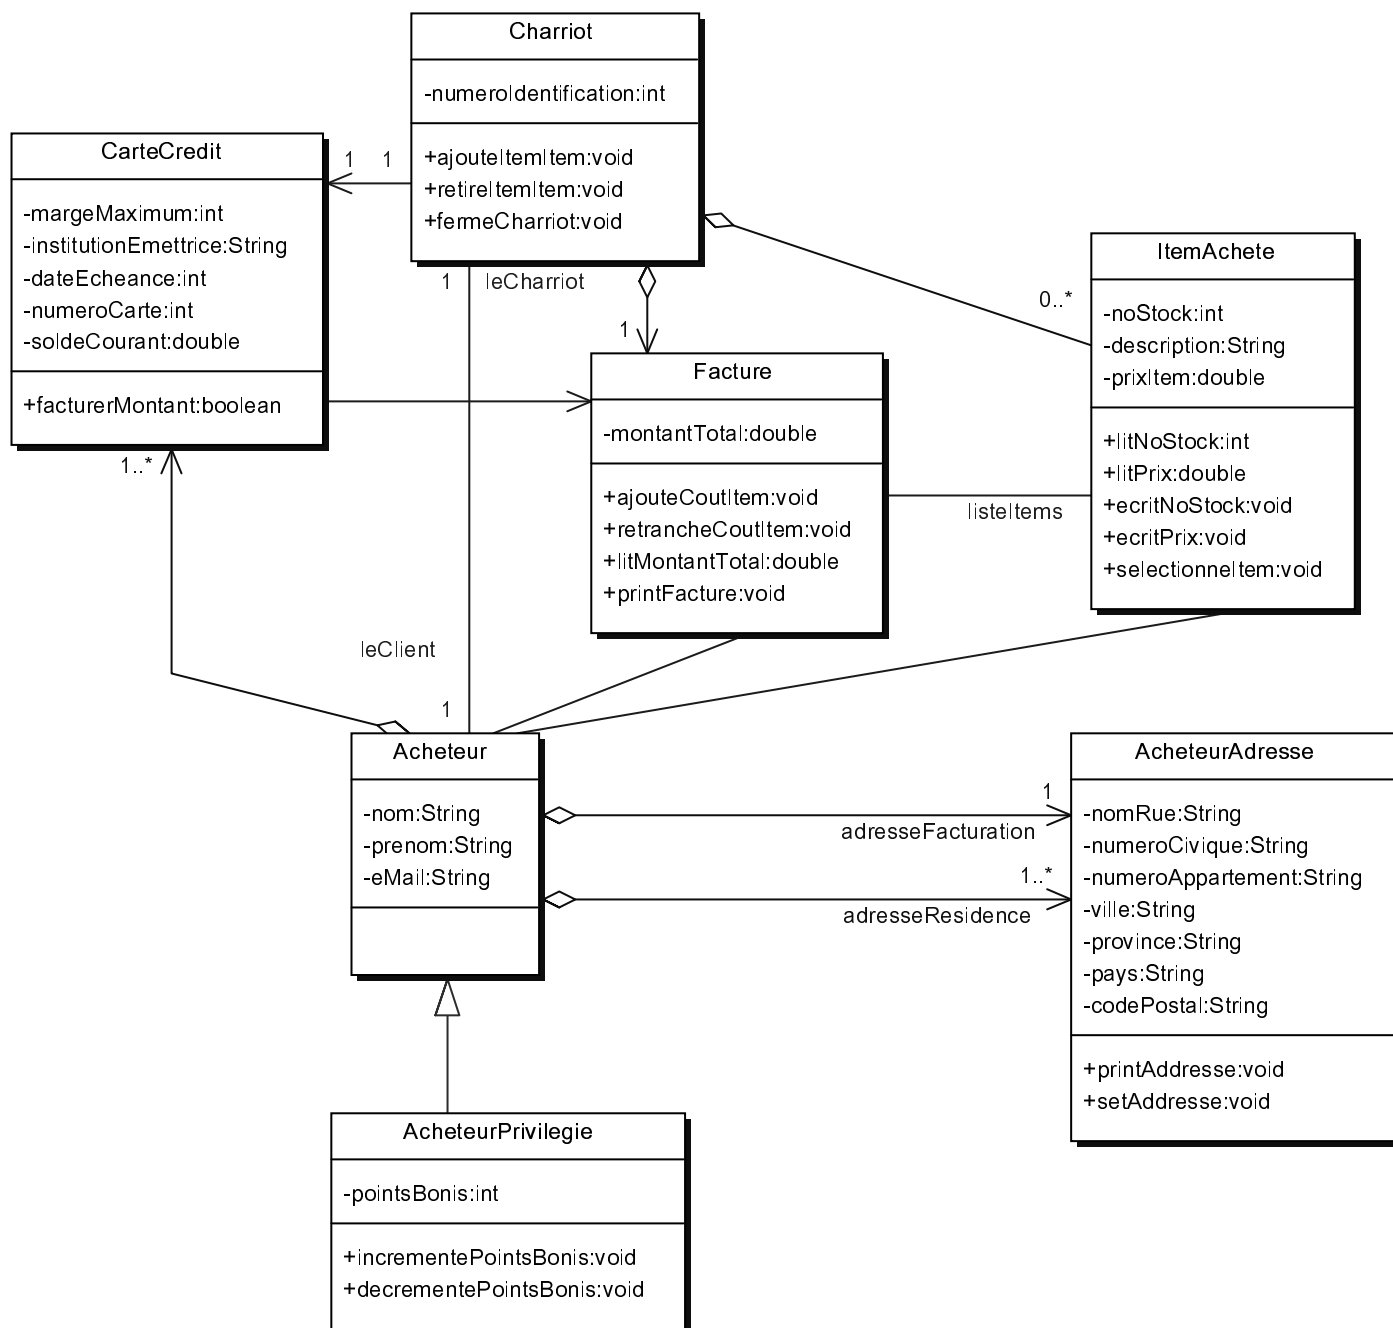 Charriot
-numeroIdentification:int
+ajouteItemItem:void
+retireItemItem:void
+fermeCharriot:void
CarteCredit
-margeMaximum:int
-institutionEmettrice:String
-dateEcheance:int
-numeroCarte:int
-soldeCourant:double
+facturerMontant:boolean
1
1
1
leCharriot
1
0..*
ItemAchete
-noStock:int
-description:String
-prixItem:double
+litNoStock:int
+litPrix:double
+ecritNoStock:void
+ecritPrix:void
+selectionneItem:void
Facture
-montantTotal:double
+ajouteCoutItem:void
+retrancheCoutItem:void
+litMontantTotal:double
+printFacture:void
listeItems
1..*
leClient
1
Acheteur
-nom:String
-prenom:String
-eMail:String
1
adresseFacturation
1..*
adresseResidence
AcheteurAdresse
-nomRue:String
-numeroCivique:String
-numeroAppartement:String
-ville:String
-province:String
-pays:String
-codePostal:String
+printAddresse:void
+setAddresse:void
AcheteurPrivilegie
-pointsBonis:int
+incrementePointsBonis:void
+decrementePointsBonis:void